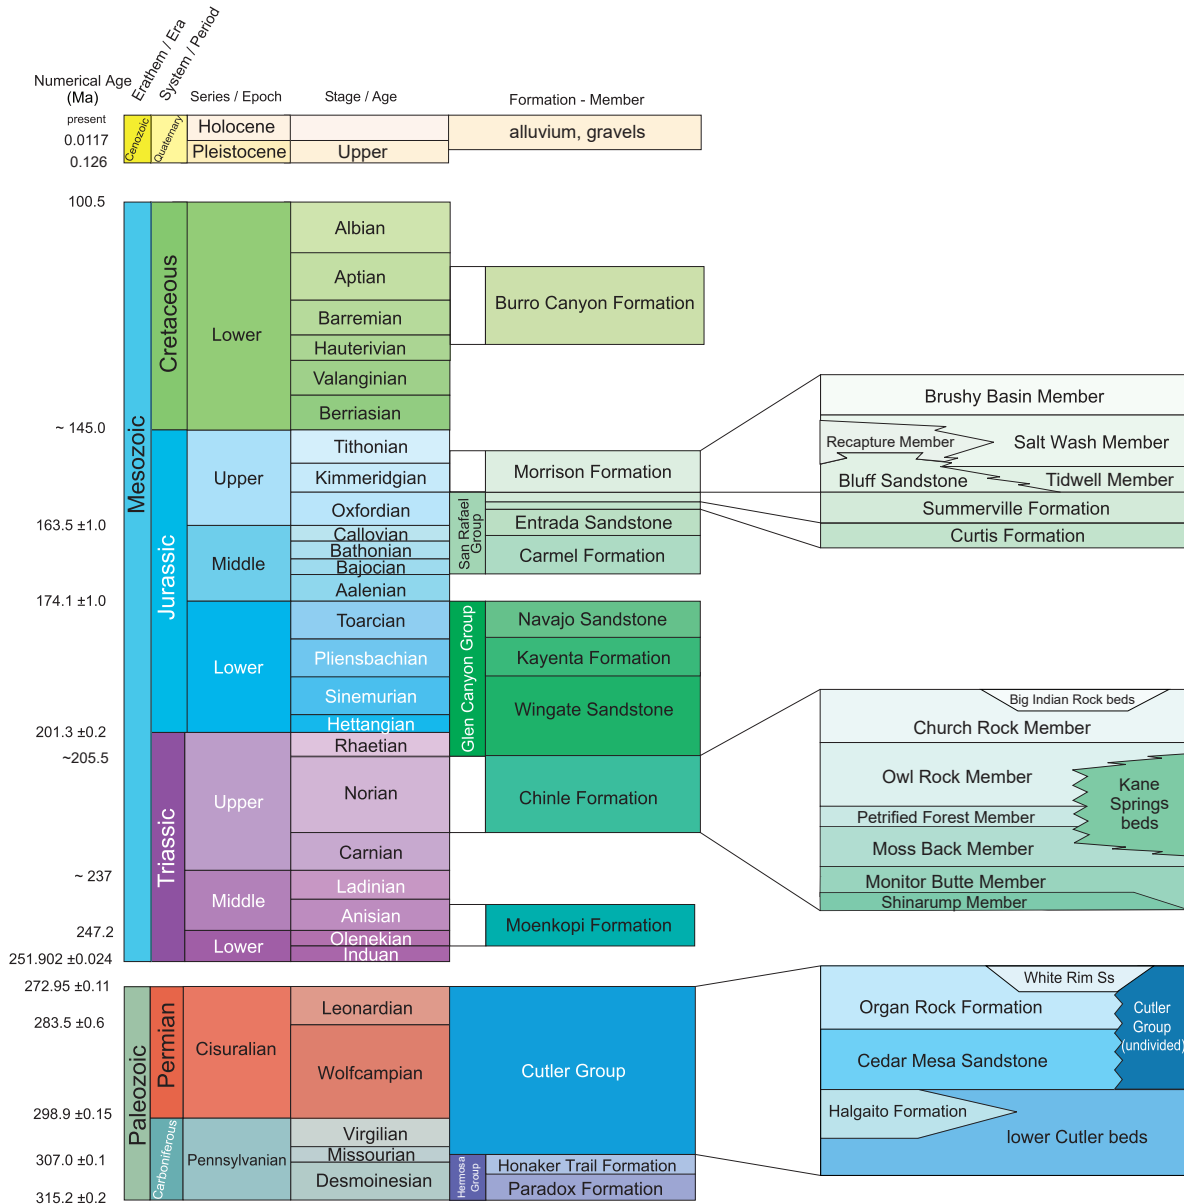 Erathem / Era
System / Period
Numerical Age
(Ma)
Series / Epoch
Stage / Age
Formation - Member
present
0.0117
0.126
Cenozoic
Quaternary
Holocene
Pleistocene
Upper
alluvium, gravels
100.5
~ 145.0
163.5 ±1.0
174.1 ±1.0
201.3 ±0.2
~205.5
~ 237
247.2
251.902 ±0.024
Mesozoic
Cretaceous
Lower
Albian
Aptian
Barremian
Hauterivian
Valanginian
Berriasian
Burro Canyon Formation
Jurassic
Upper
Tithonian
Kimmeridgian
Oxfordian
Middle
Callovian
Bathonian
Bajocian
Aalenian
Lower
Toarcian
Pliensbachian
Sinemurian
Hettangian
Morrison Formation
San Rafael
Group
Entrada Sandstone
Carmel Formation
Glen Canyon Group
Navajo Sandstone
Kayenta Formation
Wingate Sandstone
Brushy Basin Member
Recapture Member
Salt Wash Member
Bluff Sandstone
Tidwell Member
Summerville Formation
Curtis Formation
Triassic
Upper
Rhaetian
Norian
Carnian
Middle
Ladinian
Anisian
Lower
Olenekian
Induan
Chinle Formation
Moenkopi Formation
Big Indian Rock beds
Church Rock Member
Owl Rock Member
Kane
Springs
beds
Petrified Forest Member
Moss Back Member
Monitor Butte Member
Shinarump Member
272.95 ±0.11
283.5 ±0.6
298.9 ±0.15
307.0 ±0.1
315.2 ±0.2
Paleozoic
Permian
Cisuralian
Leonardian
Wolfcampian
Carboniferous
Pennsylvanian
Virgilian
Missourian
Desmoinesian
Cutler Group
Hermosa
Group
Honaker Trail Formation
Paradox Formation
White Rim Ss
Organ Rock Formation
Cutler
Group
(undivided)
Cedar Mesa Sandstone
Halgaito Formation
lower Cutler beds